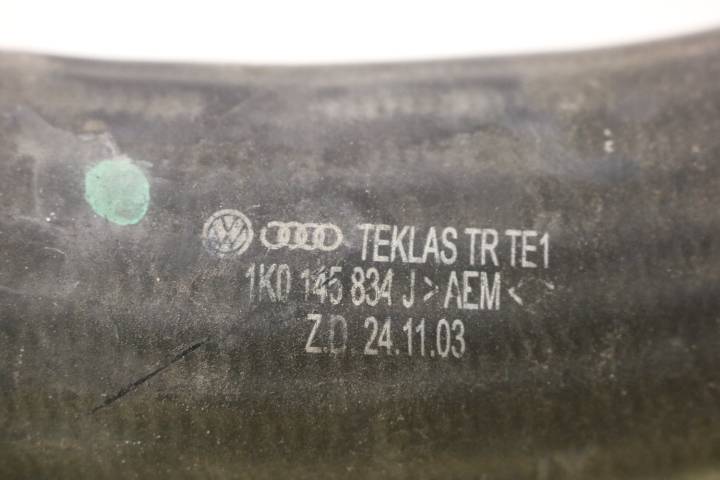 TEKLAS TR TE1
1K0 145 834 J >AEM<
Z.D. 24.11.03